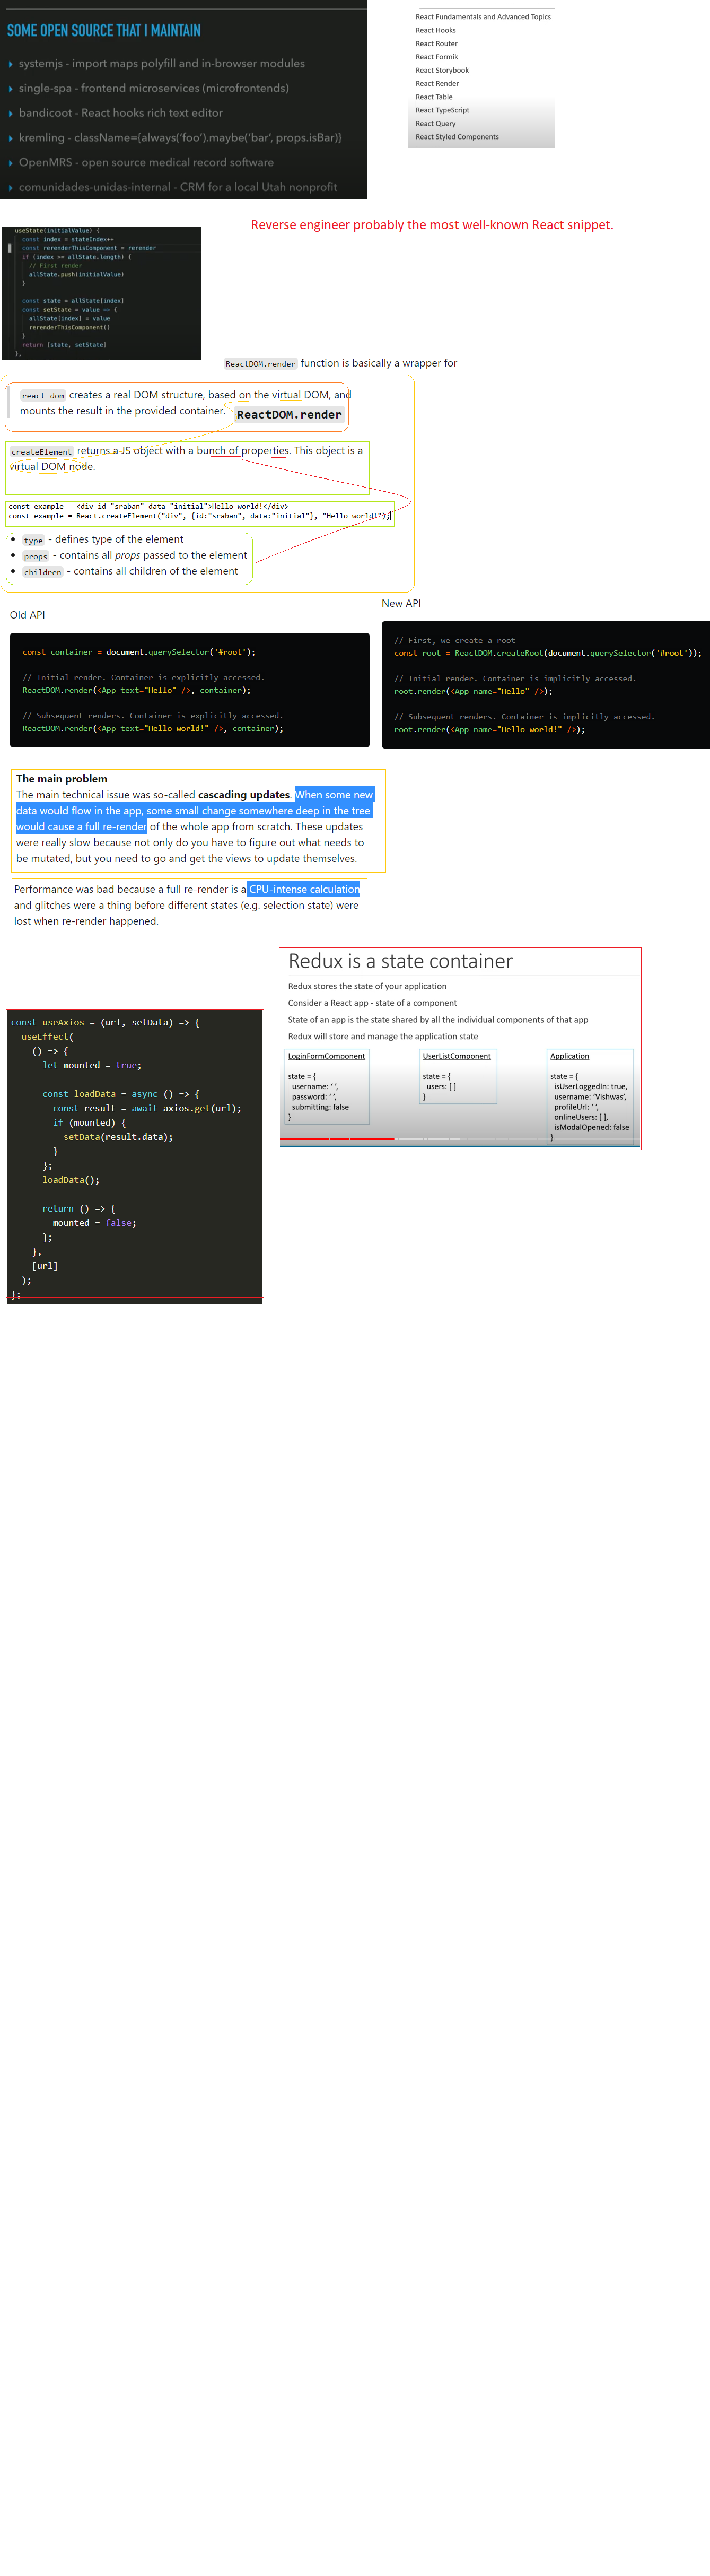 SOME OPEN SOURCE THAT I MAINTAIN
systemjs - import maps polyfill and in-browser modules
single-spa - frontend microservices (microfrontends)
bandicoot - React hooks rich text editor
kremling - className={always('foo').maybe('bar', props.isBar)}
OpenMRS - open source medical record software
comunidades-unidas-internal - CRM for a local Utah nonprofit
React Fundamentals and Advanced Topics
React Hooks
React Router
React Formik
React Storybook
React Render
React Table
React TypeScript
React Query
React Styled Components
Reverse engineer probably the most well-known React snippet.
useState(initialValue) {
const index = stateIndex++
const rerenderThisComponent = rerender
if (index >= allState.length) {
// First render
allState.push(initialValue)
}
const state = allState[index]
const setState = value => {
allState[index] = value
rerenderThisComponent()
}
return [state, setState]
},
ReactDOM.render function is basically a wrapper for
react-dom creates a real DOM structure, based on the virtual DOM, and
mounts the result in the provided container. ReactDOM.render
createElement returns a JS object with a bunch of properties. This object is a
virtual DOM node.
const example = <div id="sraban" data="initial">Hello world!</div>
const example = React.createElement("div", {id:"sraban", data:"initial"}, "Hello world!");
type - defines type of the element
props - contains all props passed to the element
children - contains all children of the element
Old API
const container = document.querySelector('#root');
// Initial render. Container is explicitly accessed.
ReactDOM.render(<App text="Hello" />, container);
// Subsequent renders. Container is explicitly accessed.
ReactDOM.render(<App text="Hello world!" />, container);
New API
// First, we create a root
const root = ReactDOM.createRoot(document.querySelector('#root'));
// Initial render. Container is implicitly accessed.
root.render(<App name="Hello" />);
// Subsequent renders. Container is implicitly accessed.
root.render(<App name="Hello world!" />);
The main problem
The main technical issue was so-called cascading updates. When some new
data would flow in the app, some small change somewhere deep in the tree
would cause a full re-render of the whole app from scratch. These updates
were really slow because not only do you have to figure out what needs to
be mutated, but you need to go and get the views to update themselves.
Performance was bad because a full re-render is a CPU-intense calculation
and glitches were a thing before different states (e.g. selection state) were
lost when re-render happened.
Redux is a state container
Redux stores the state of your application
Consider a React app - state of a component
State of an app is the state shared by all the individual components of that app
Redux will store and manage the application state
LoginFormComponent
state = {
username: ' ',
password: ' ',
submitting: false
}
UserListComponent
state = {
users: [ ]
}
Application
state = {
isUserLoggedIn: true,
username: 'Vishwas',
profileUrl: ' ',
onlineUsers: [ ],
isModalOpened: false
}
const useAxios = (url, setData) => {
useEffect(
() => {
let mounted = true;
const loadData = async () => {
const result = await axios.get(url);
if (mounted) {
setData(result.data);
}
};
loadData();
return () => {
mounted = false;
};
},
[url]
);
};